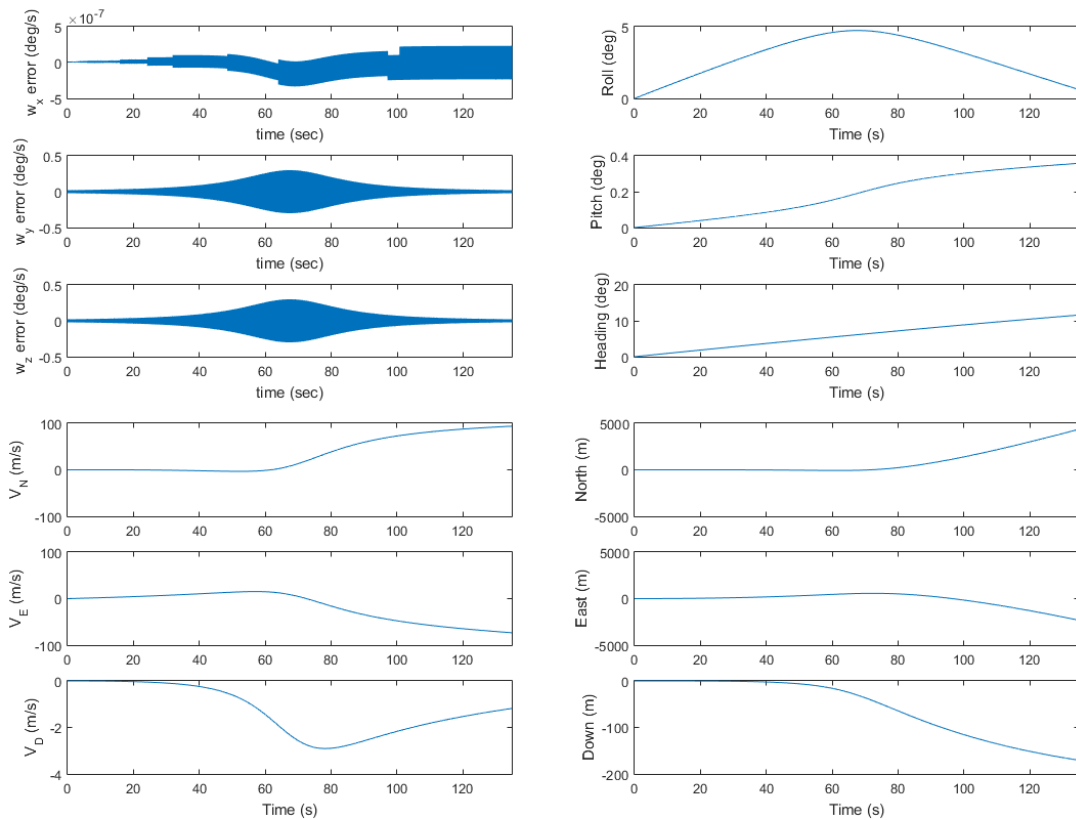 ×10^-7
w_x error (deg/s)
5
0
-5
0 20 40 60 80 100 120
time (sec)
Roll (deg)
5
0
0 20 40 60 80 100 120
Time (s)
w_y error (deg/s)
0.5
0
-0.5
0 20 40 60 80 100 120
time (sec)
Pitch (deg)
0.4
0.2
0
0 20 40 60 80 100 120
Time (s)
w_z error (deg/s)
0.5
0
-0.5
0 20 40 60 80 100 120
time (sec)
Heading (deg)
20
10
0
0 20 40 60 80 100 120
Time (s)
V_N (m/s)
100
0
-100
0 20 40 60 80 100 120
North (m)
5000
0
-5000
0 20 40 60 80 100 120
V_E (m/s)
100
0
-100
0 20 40 60 80 100 120
East (m)
5000
0
-5000
0 20 40 60 80 100 120
V_D (m/s)
0
-2
-4
0 20 40 60 80 100 120
Time (s)
Down (m)
0
-100
-200
0 20 40 60 80 100 120
Time (s)